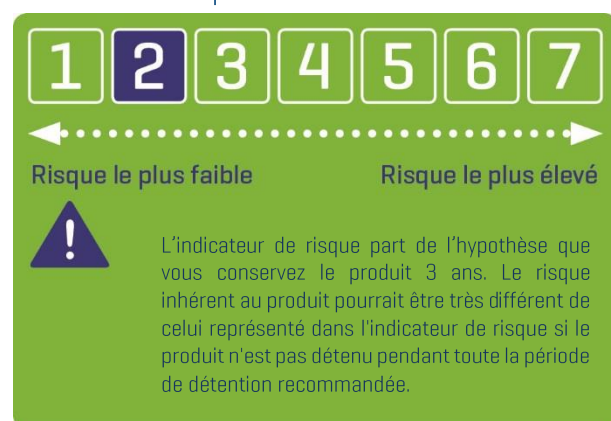 1 2 3 4 5 6 7
Risque le plus faible Risque le plus élevé
!
L'indicateur de risque part de l'hypothèse que
vous conservez le produit 3 ans. Le risque
inhérent au produit pourrait être très différent de
celui représenté dans l'indicateur de risque si le
produit n'est pas détenu pendant toute la période
de détention recommandée.